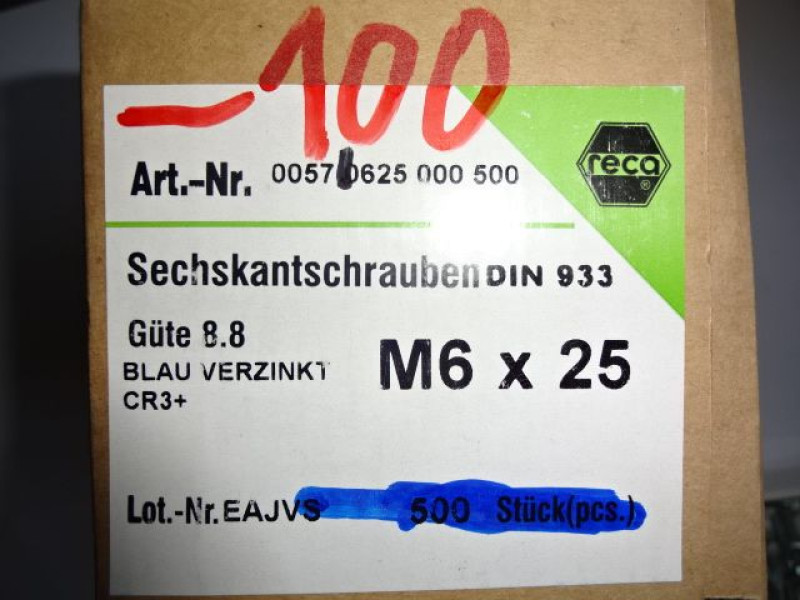 -100
Art.-Nr. 0057 0625 000 500
reca
®
Sechskantschrauben DIN 933
Güte 8.8
BLAU VERZINKT
CR3+
M6 x 25
Lot.-Nr. EAJVS 500 Stück(pcs.)